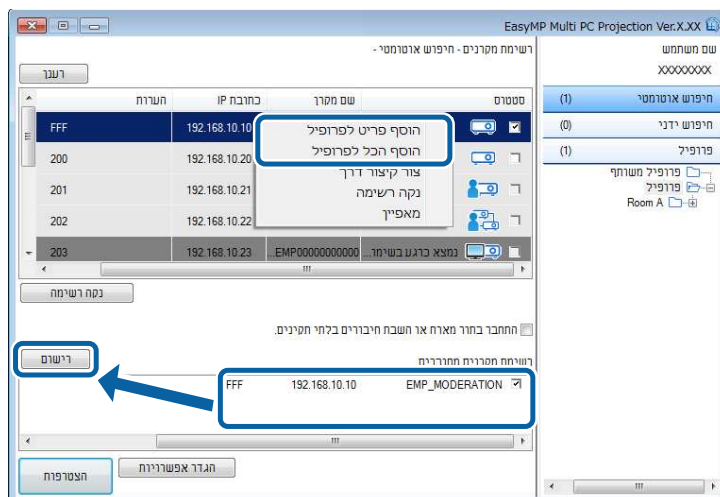 EasyMP Multi PC Projection Ver.X.XX
שם משתמש
XXXXXXXX
חיפוש אוטומטי (1)
חיפוש ידני (0)
פרופיל (1)
פרופיל משותף
פרופיל
Room A
רשימת מקרנים - חיפוש אוטומטי -
רענן
סטטוס שם מקרן כתובת IP הערות
192.168.10.10 FFF
192.168.10.20 200
192.168.10.21 201
192.168.10.22 202
נמצא כרגע בשימו... EMP00000000000... 192.168.10.23 203
הוסף פריט לפרופיל
הוסף הכל לפרופיל
צור קיצור דרך
נקה רשימה
מאפיין
נקה רשימה
התחבר בתור מארח או השבת חיבורים בלתי תקינים.
רישום
רשימת מקרנים מחוברים
EMP_MODERATION 192.168.10.10 FFF
הגדר אפשרויות
הצטרפות